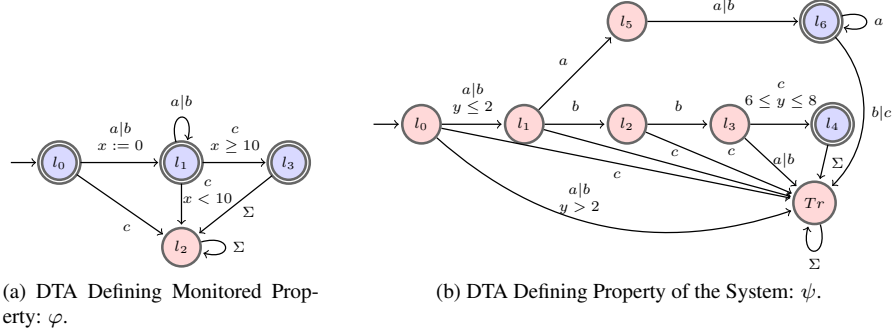 a|b
l₅
l₆
a
a
b|c
a|b
a|b
x := 0
c
x ≥ 10
l₀
l₁
l₃
c
x < 10
c
Σ
l₂
Σ
a|b
y ≤ 2
b
b
c
6 ≤ y ≤ 8
l₀
l₁
l₂
l₃
l₄
c
c
c
a|b
Σ
a|b
y > 2
Tr
Σ
(a) DTA Defining Monitored Prop-
erty: φ.
(b) DTA Defining Property of the System: ψ.